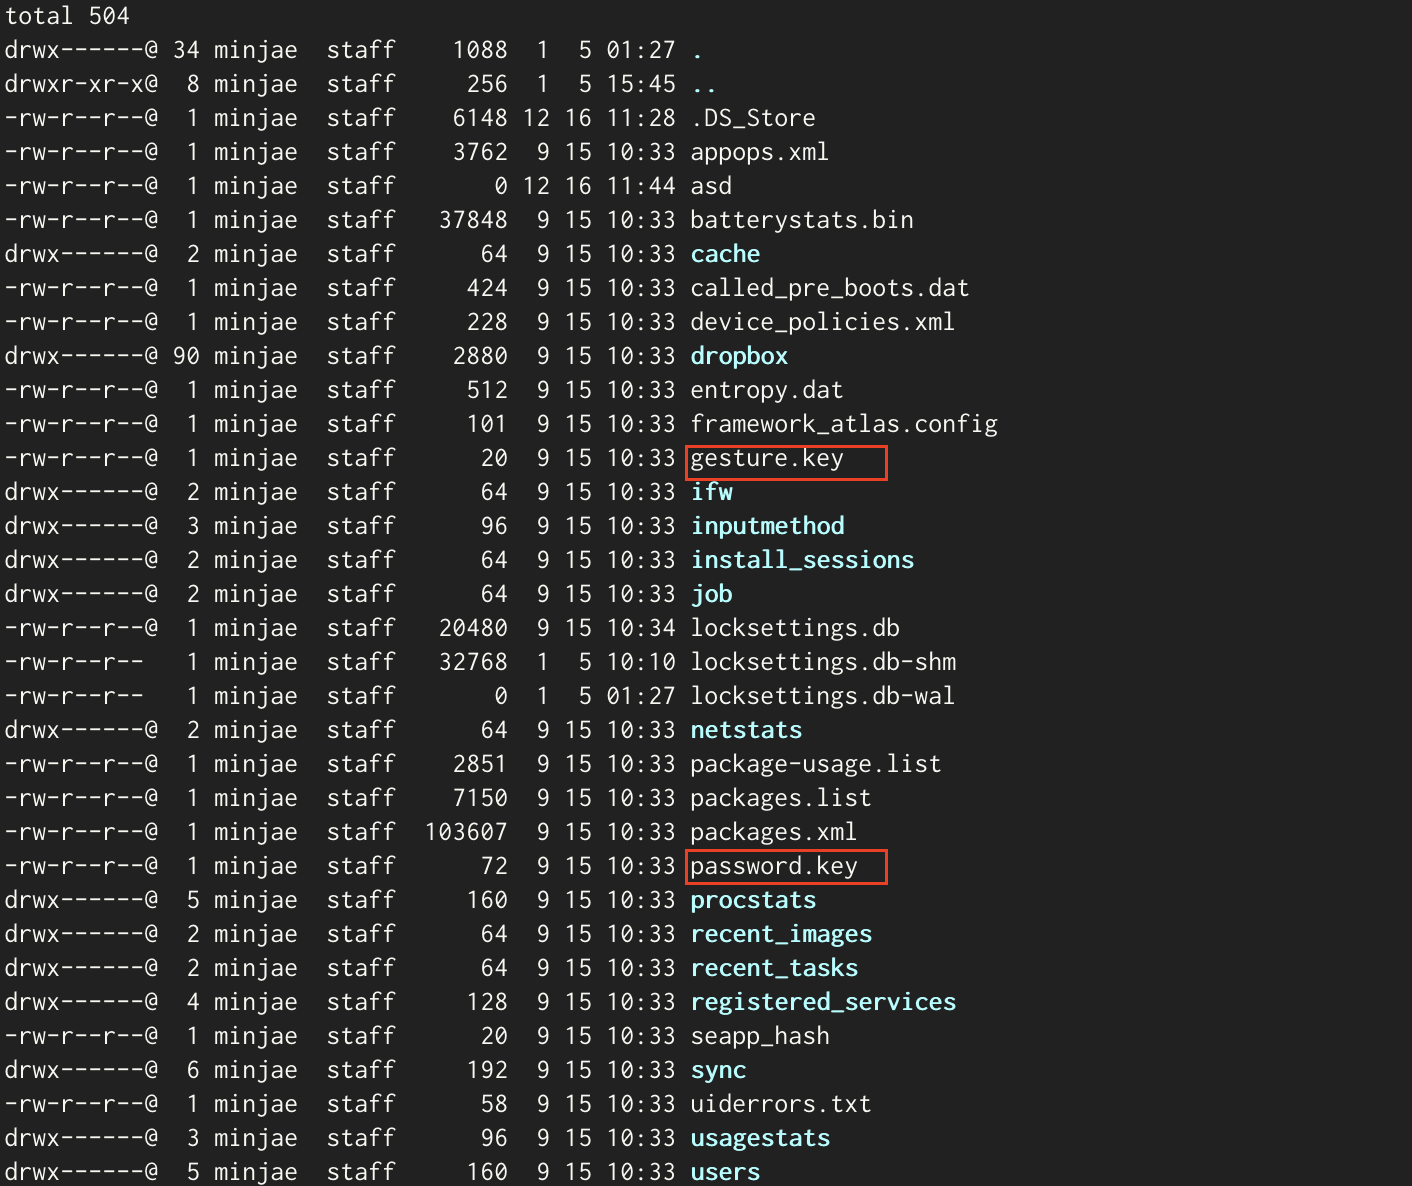 total 504
drwx------@ 34 minjae  staff    1088  1  5 01:27 .
drwxr-xr-x@  8 minjae  staff     256  1  5 15:45 ..
-rw-r--r--@  1 minjae  staff    6148 12 16 11:28 .DS_Store
-rw-r--r--@  1 minjae  staff    3762  9 15 10:33 appops.xml
-rw-r--r--@  1 minjae  staff       0 12 16 11:44 asd
-rw-r--r--@  1 minjae  staff   37848  9 15 10:33 batterystats.bin
drwx------@  2 minjae  staff      64  9 15 10:33 cache
-rw-r--r--@  1 minjae  staff     424  9 15 10:33 called_pre_boots.dat
-rw-r--r--@  1 minjae  staff     228  9 15 10:33 device_policies.xml
drwx------@ 90 minjae  staff    2880  9 15 10:33 dropbox
-rw-r--r--@  1 minjae  staff     512  9 15 10:33 entropy.dat
-rw-r--r--@  1 minjae  staff     101  9 15 10:33 framework_atlas.config
-rw-r--r--@  1 minjae  staff      20  9 15 10:33 gesture.key
drwx------@  2 minjae  staff      64  9 15 10:33 ifw
drwx------@  3 minjae  staff      96  9 15 10:33 inputmethod
drwx------@  2 minjae  staff      64  9 15 10:33 install_sessions
drwx------@  2 minjae  staff      64  9 15 10:33 job
-rw-r--r--@  1 minjae  staff   20480  9 15 10:34 locksettings.db
-rw-r--r--   1 minjae  staff   32768  1  5 10:10 locksettings.db-shm
-rw-r--r--   1 minjae  staff       0  1  5 01:27 locksettings.db-wal
drwx------@  2 minjae  staff      64  9 15 10:33 netstats
-rw-r--r--@  1 minjae  staff    2851  9 15 10:33 package-usage.list
-rw-r--r--@  1 minjae  staff    7150  9 15 10:33 packages.list
-rw-r--r--@  1 minjae  staff  103607  9 15 10:33 packages.xml
-rw-r--r--@  1 minjae  staff      72  9 15 10:33 password.key
drwx------@  5 minjae  staff     160  9 15 10:33 procstats
drwx------@  2 minjae  staff      64  9 15 10:33 recent_images
drwx------@  2 minjae  staff      64  9 15 10:33 recent_tasks
drwx------@  4 minjae  staff     128  9 15 10:33 registered_services
-rw-r--r--@  1 minjae  staff      20  9 15 10:33 seapp_hash
drwx------@  6 minjae  staff     192  9 15 10:33 sync
-rw-r--r--@  1 minjae  staff      58  9 15 10:33 uiderrors.txt
drwx------@  3 minjae  staff      96  9 15 10:33 usagestats
drwx------@  5 minjae  staff     160  9 15 10:33 users